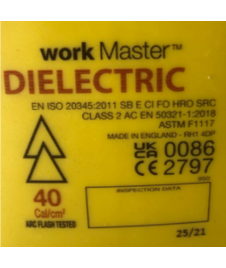 work Master™
DIELECTRIC
EN ISO 20345:2011 SB E CI FO HRO SRC
CLASS 2 AC EN 50321-1:2018
ASTM F1117
MADE IN ENGLAND - RH1 4DP
UK CA 0086
CE 2797
40
Cal/cm²
ARC FLASH TESTED
INSPECTION DATA
25/21